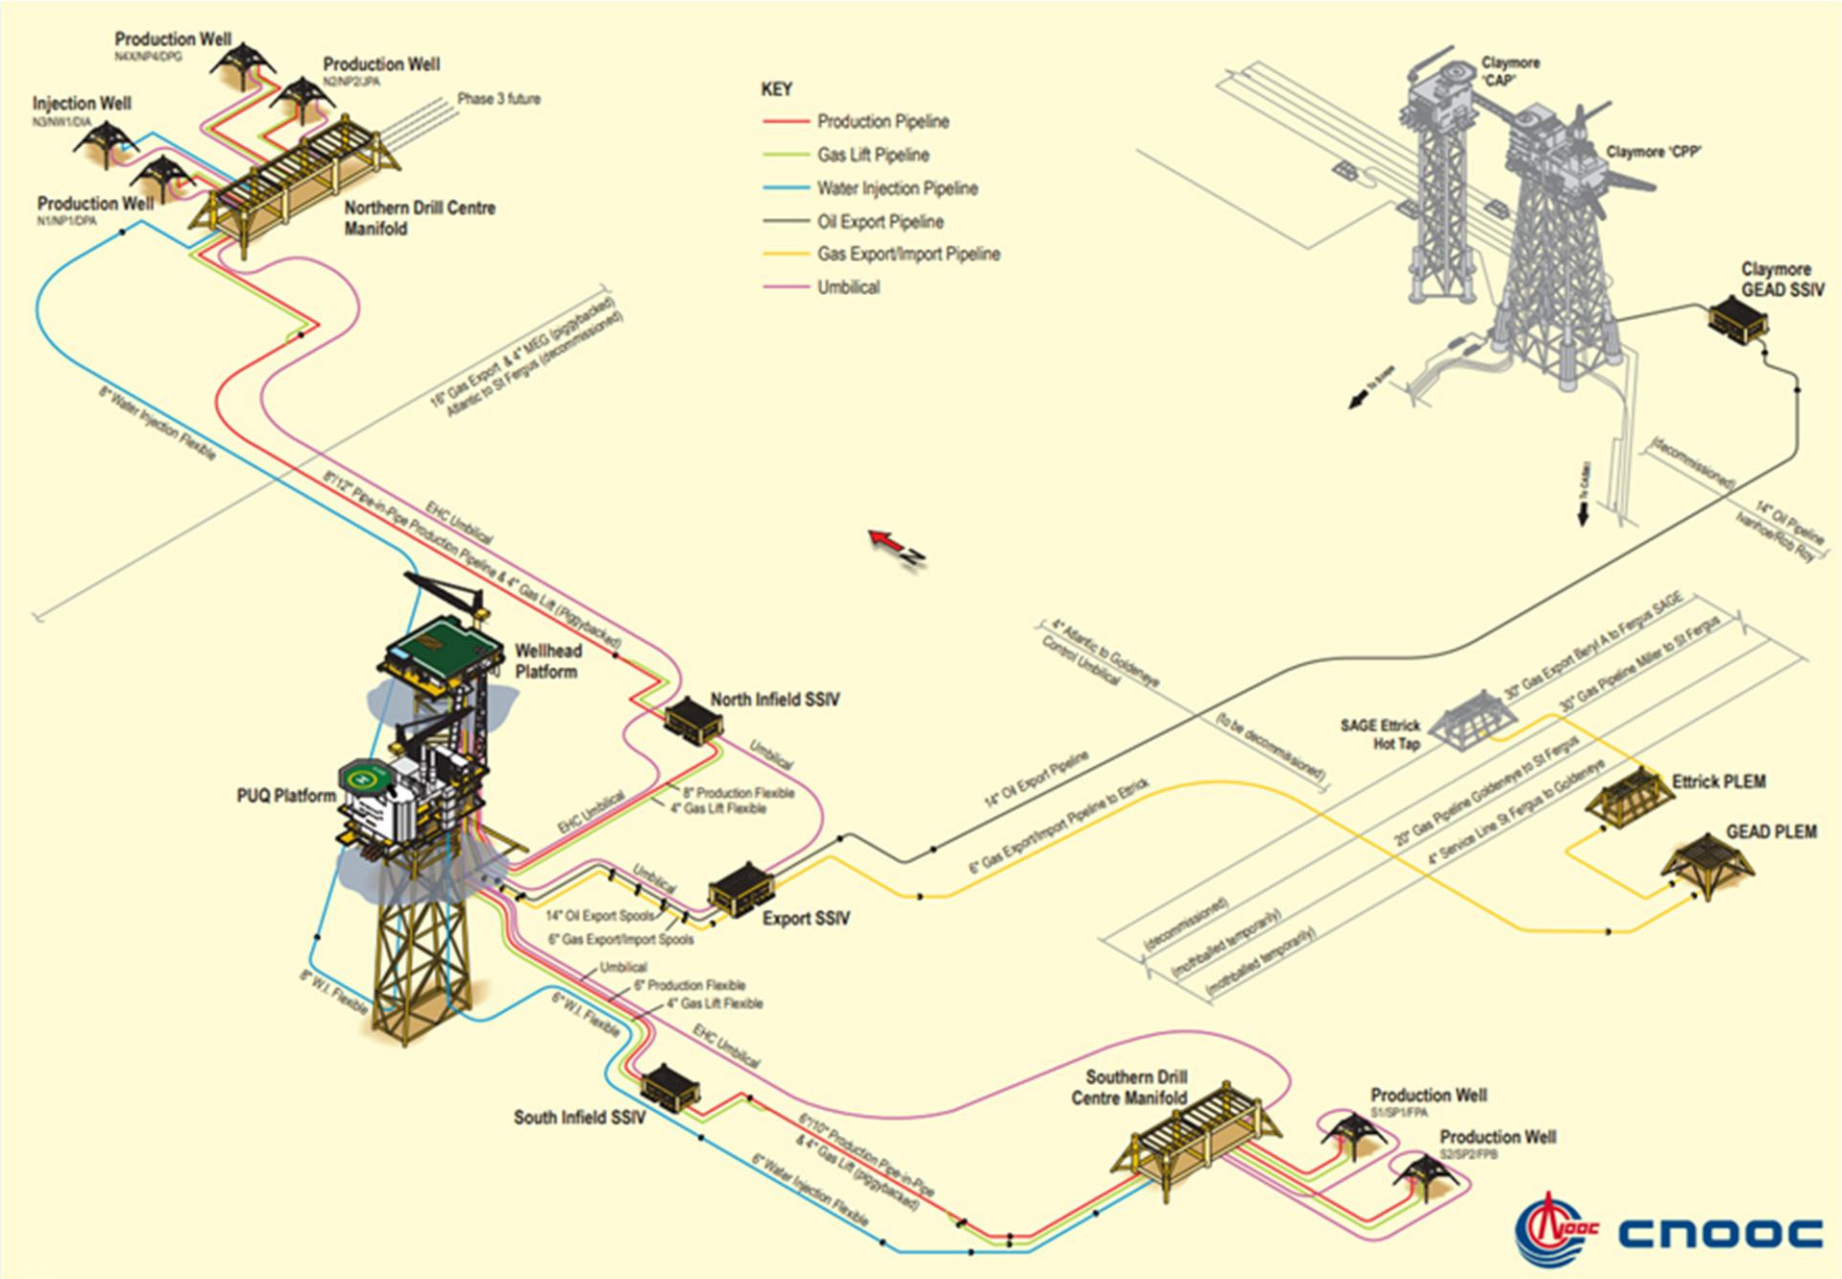 Production Well
N4X/NP4/DPG
Production Well
N2/NP2/JPA
Injection Well
N3/NW1/DIA
Phase 3 future
Production Well
N1/NP1/DPA
Northern Drill Centre
Manifold
KEY
Production Pipeline
Gas Lift Pipeline
Water Injection Pipeline
Oil Export Pipeline
Gas Export/Import Pipeline
Umbilical
Claymore
'CAP'
Claymore 'CPP'
Claymore
GEAD SSIV
16" Gas Export & 4" MEG (piggybacked)
Atlantic to St Fergus (decommissioned)
8" Water Injection Flexible
EHC Umbilical
8"/12" Pipe-in-Pipe Production Pipeline & 4" Gas Lift (Piggybacked)
N
(decommissioned)
14" Oil Pipeline
Ivanhoe/Rob Roy
Wellhead
Platform
PUQ Platform
North Infield SSIV
Umbilical
8" Production Flexible
4" Gas Lift Flexible
EHC Umbilical
4" Atlantic to Goldeneye
Control Umbilical
(to be decommissioned)
30" Gas Export Beryl A to Fergus SAGE
30" Gas Pipeline Miller to St Fergus
SAGE Ettrick
Hot Tap
20" Gas Pipeline Goldeneye to St Fergus
4" Service Line St Fergus to Goldeneye
Ettrick PLEM
GEAD PLEM
14" Oil Export Pipeline
6" Gas Export/Import Pipeline to Ettrick
Umbilical
14" Oil Export Spools
6" Gas Export/Import Spools
Export SSIV
(decommissioned)
(mothballed temporarily)
(mothballed temporarily)
Umbilical
6" Production Flexible
4" Gas Lift Flexible
8" W.I. Flexible
6" W.I. Flexible
EHC Umbilical
South Infield SSIV
Southern Drill
Centre Manifold
Production Well
S1/SP1/FPA
Production Well
S2/SP2/FPB
6"/10" Production Pipe-in-Pipe
& 4" Gas Lift (piggybacked)
6" Water Injection Flexible
NOOC
CNOOC